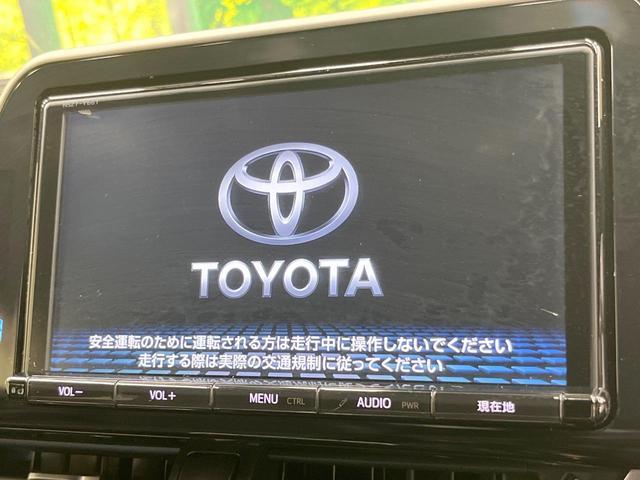 NSZT-Y68T
TOYOTA
安全運転のために運転される方は走行中に操作しないでください
走行する際は実際の交通規制に従ってください
VOL− VOL+ MENU CTRL AUDIO PWR 現在地